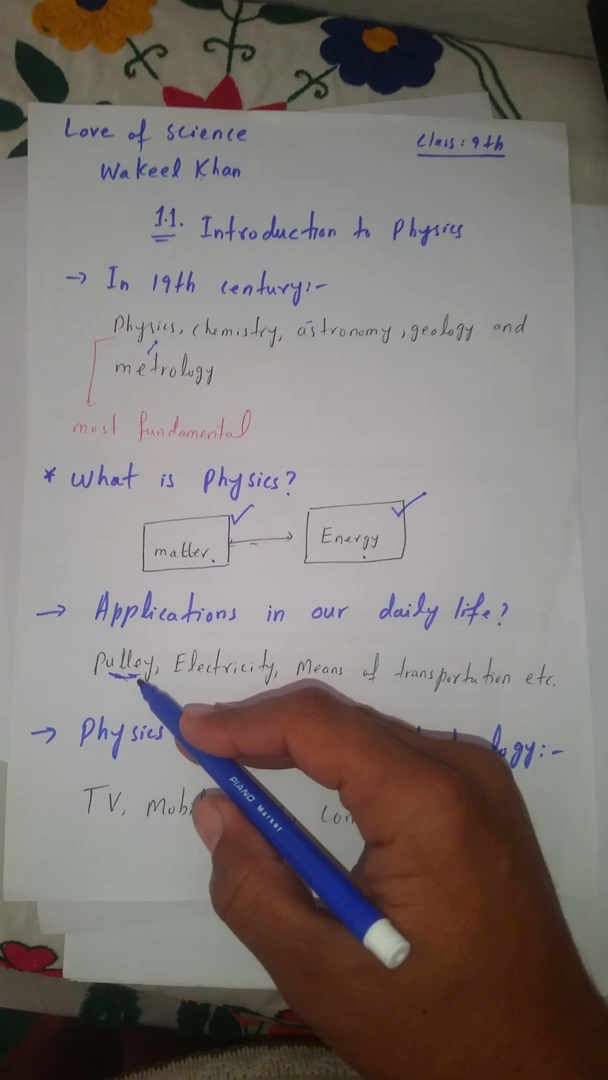 Love of science
Class: 9th
Wakeel Khan
1.1. Introduction to Physics
→ In 19th century:-
Physics, chemistry, astronomy, geology and
metrology
most fundamental
* What is Physics?
matter
Energy
→ Applications in our daily life?
Pulley, Electricity, Means of transportation etc.
→ Physics
TV,
PIANO Marker